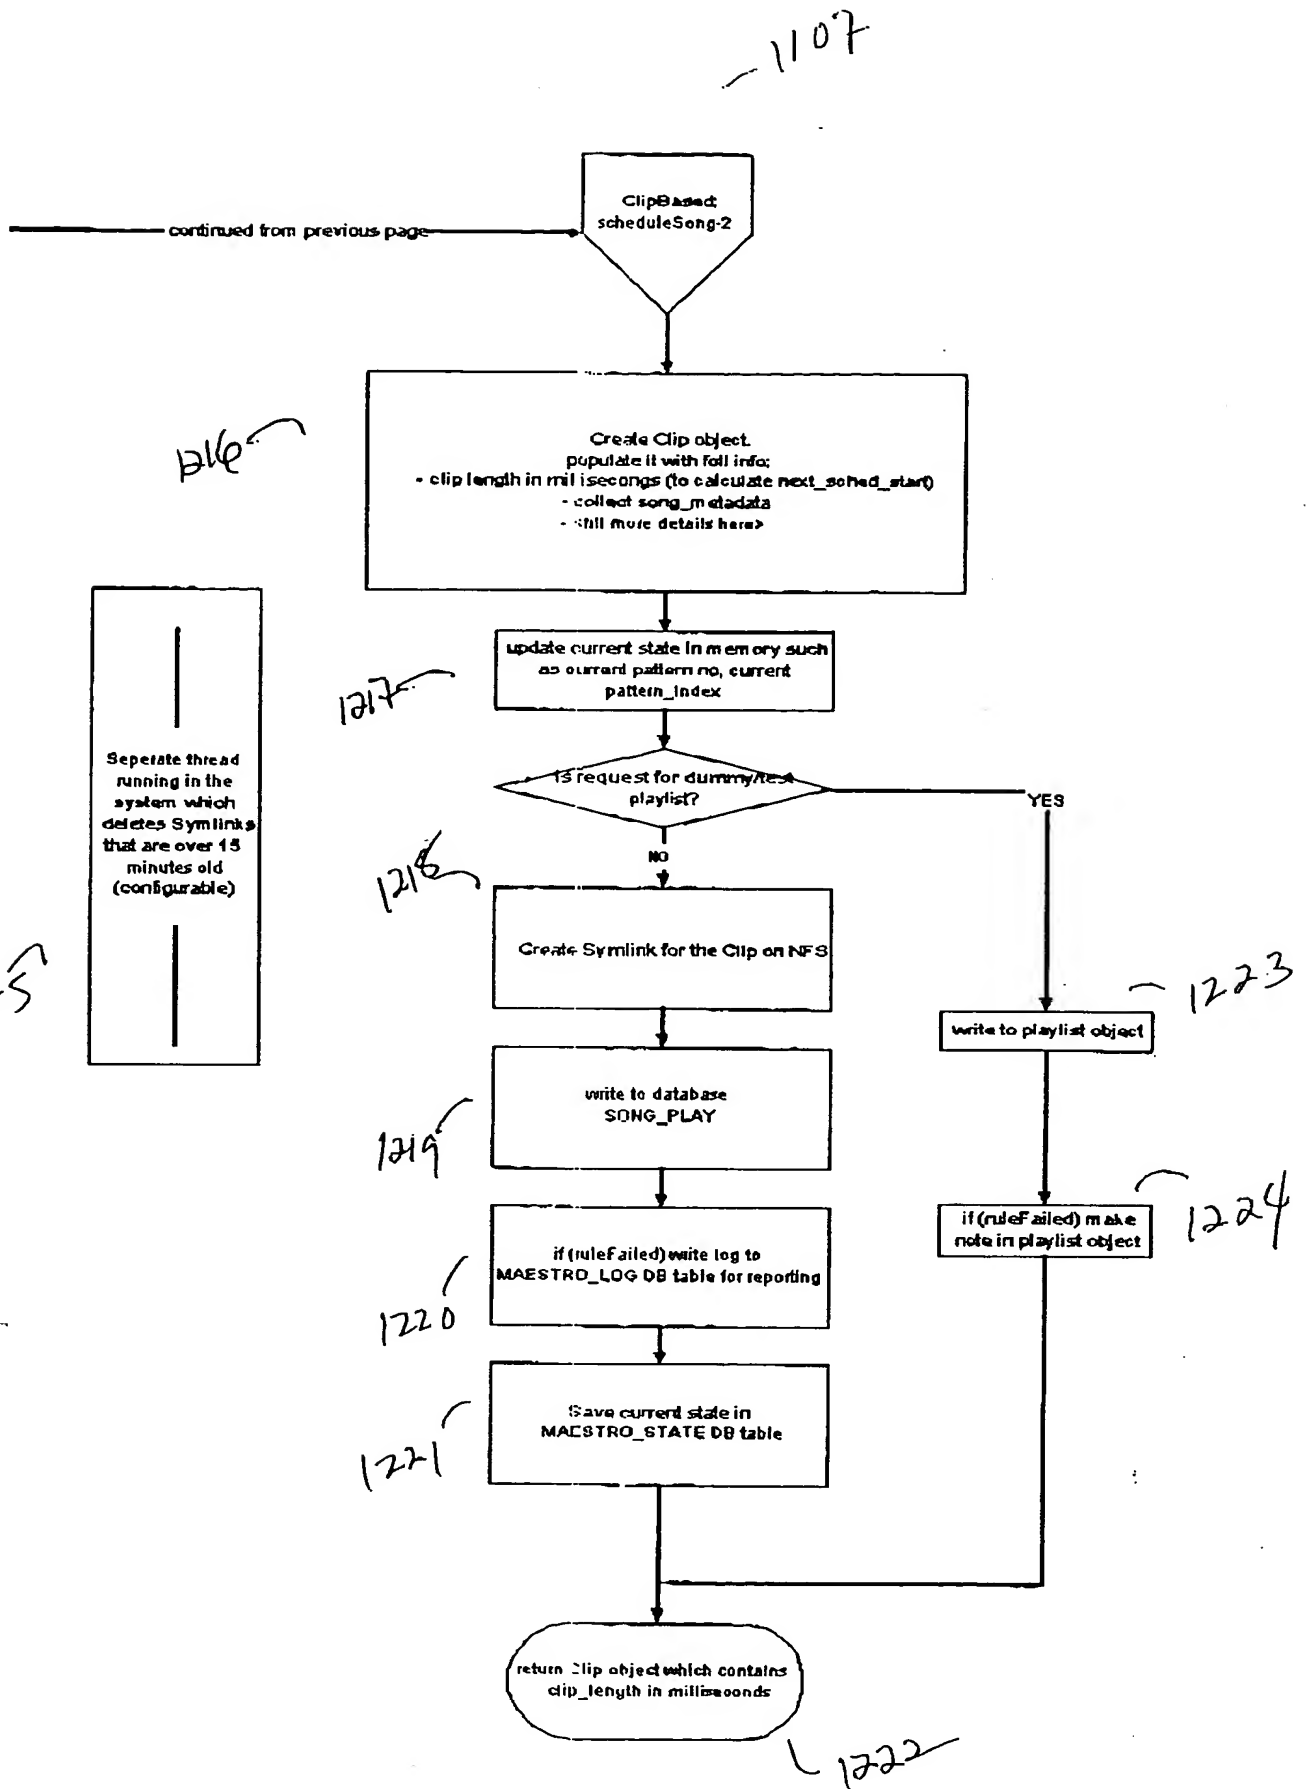 1107
ClipBased:
scheduleSong-2
continued from previous page
1216
Create Clip object.
populate it with foll info:
- clip length in milisecongs (to calculate next_sched_start)
- collect song_metadata
- <fill more details here>
1217
update current state in memory such
as current pattern no, current
pattern_index
Seperate thread
running in the
system which
deletes Symlinks
that are over 15
minutes old
(configurable)
5
Is request for dummy/test
playlist?
YES
NO
1218
Create Symlink for the Clip on NFS
1223
write to playlist object
1219
write to database
SONG_PLAY
1224
if (ruleFailed) make
note in playlist object
1220
if (ruleFailed) write log to
MAESTRO_LOG DB table for reporting
1221
Save current state in
MAESTRO_STATE DB table
return Clip object which contains
clip_length in milliseconds
1222